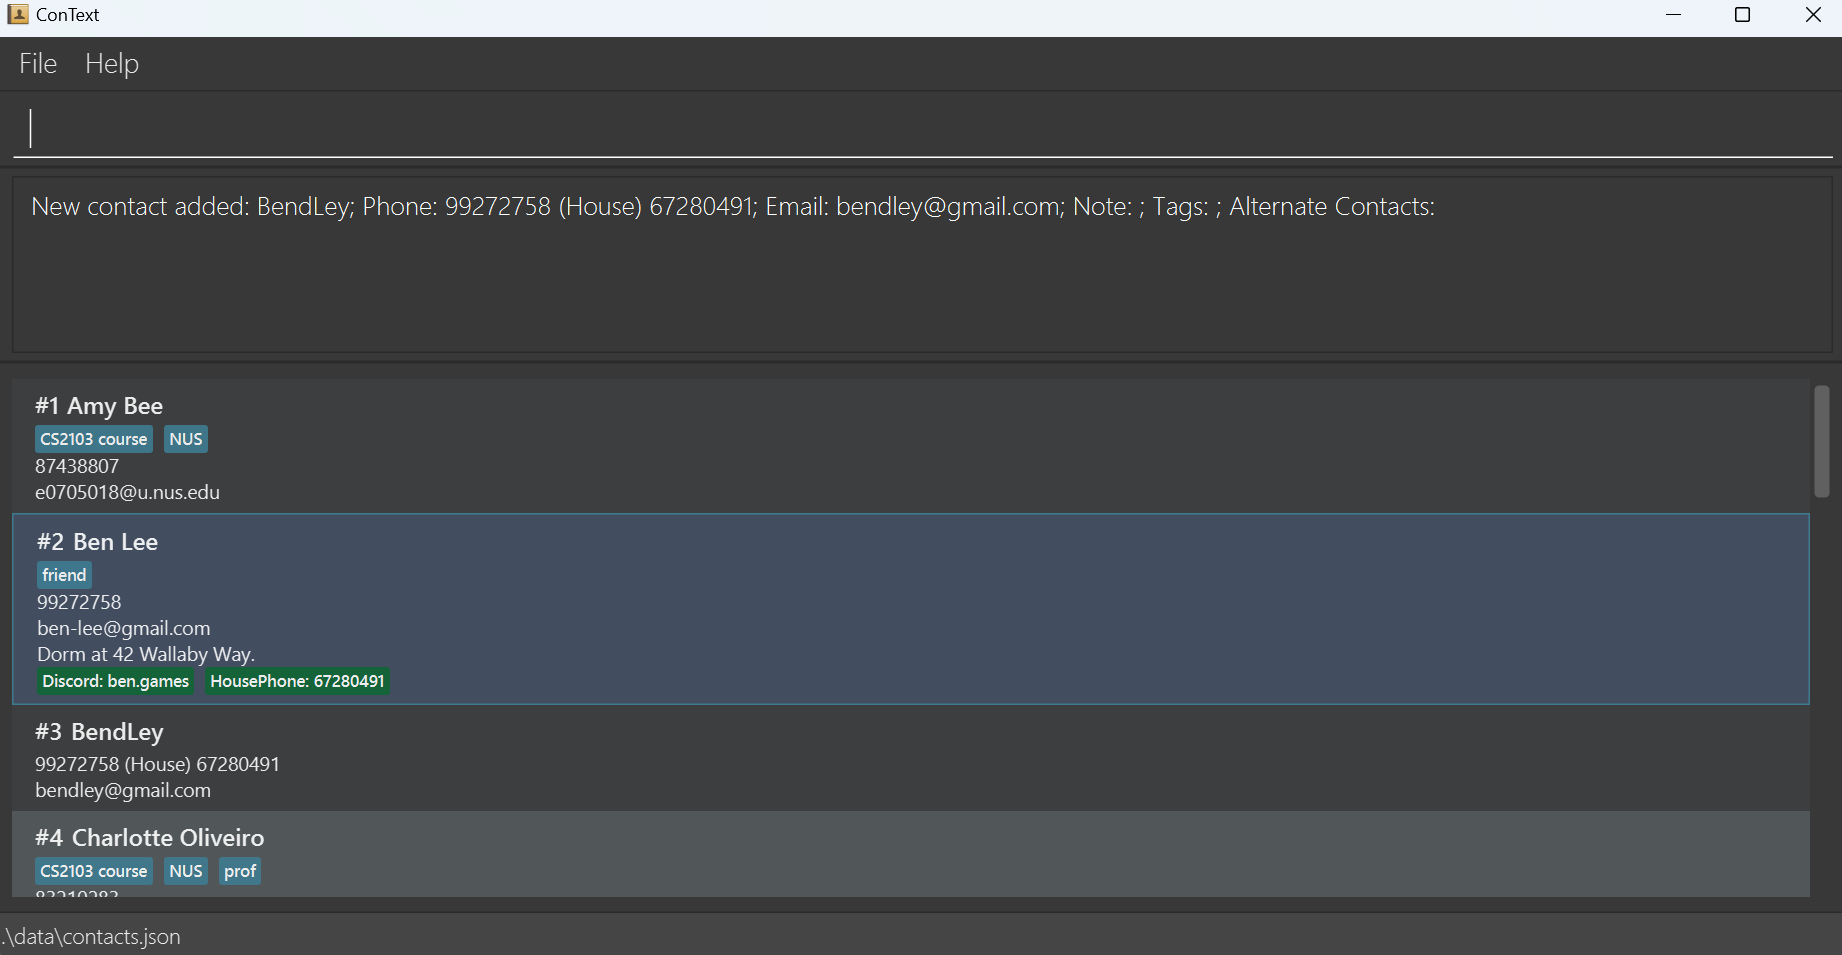 ConText
File Help
New contact added: BendLey; Phone: 99272758 (House) 67280491; Email: bendley@gmail.com; Note: ; Tags: ; Alternate Contacts:
#1 Amy Bee
CS2103 course NUS
87438807
e0705018@u.nus.edu
#2 Ben Lee
friend
99272758
ben-lee@gmail.com
Dorm at 42 Wallaby Way.
Discord: ben.games HousePhone: 67280491
#3 BendLey
99272758 (House) 67280491
bendley@gmail.com
#4 Charlotte Oliveiro
CS2103 course NUS prof
.\data\contacts.json